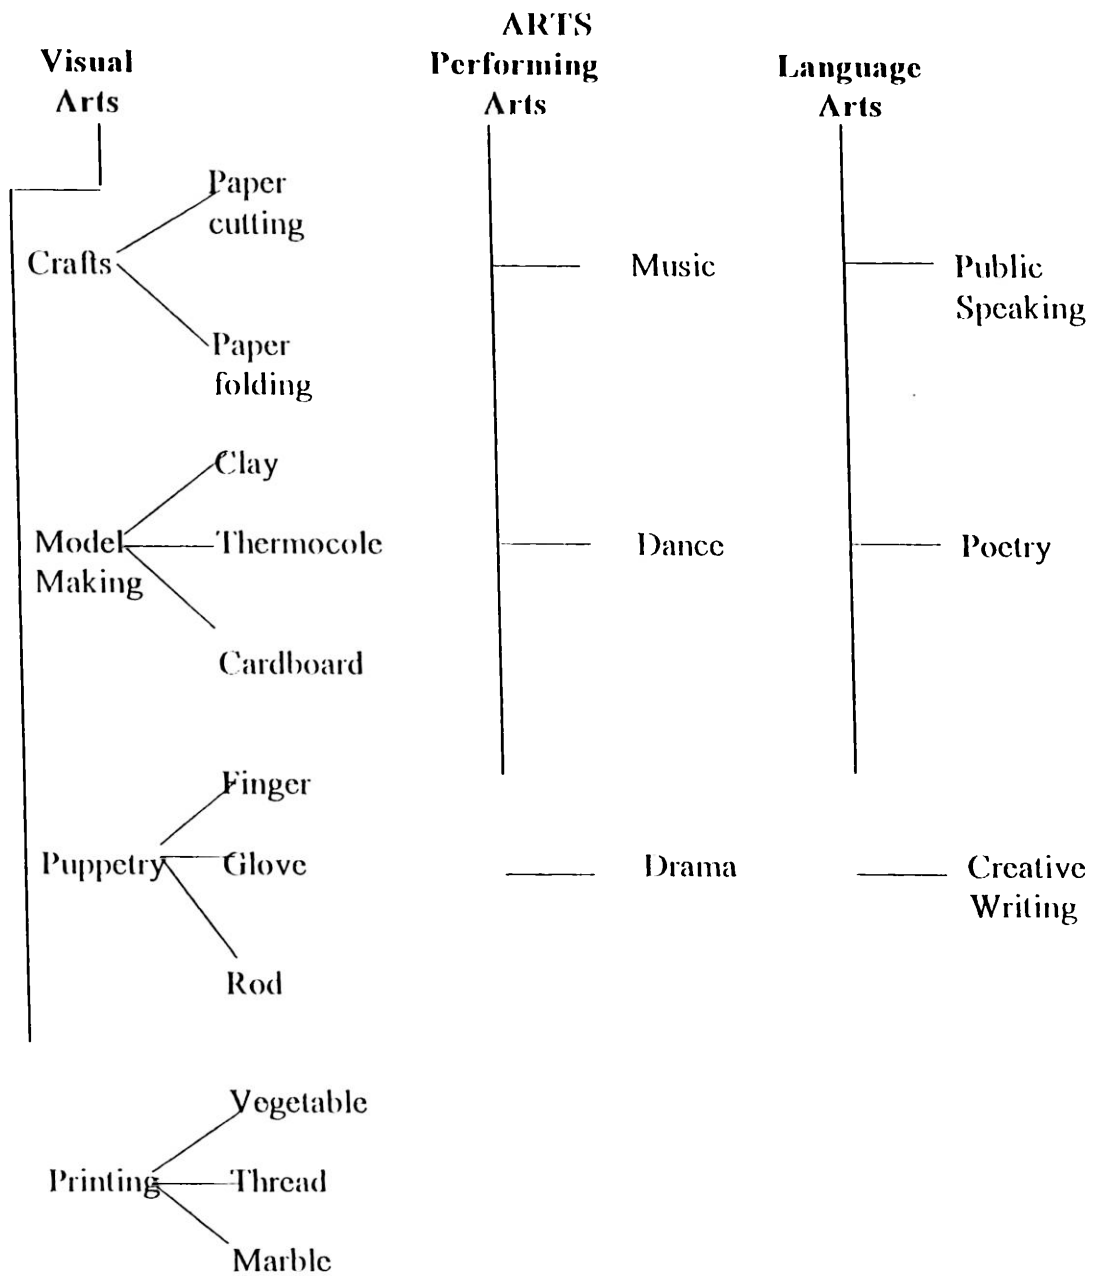 ARTS
Visual
Arts
Performing
Arts
Language
Arts
Paper
cutting
Crafts
Paper
folding
Clay
Model
Making
Thermocole
Cardboard
Finger
Puppetry
Glove
Rod
Vegetable
Printing
Thread
Marble
Music
Dance
Drama
Public
Speaking
Poetry
Creative
Writing